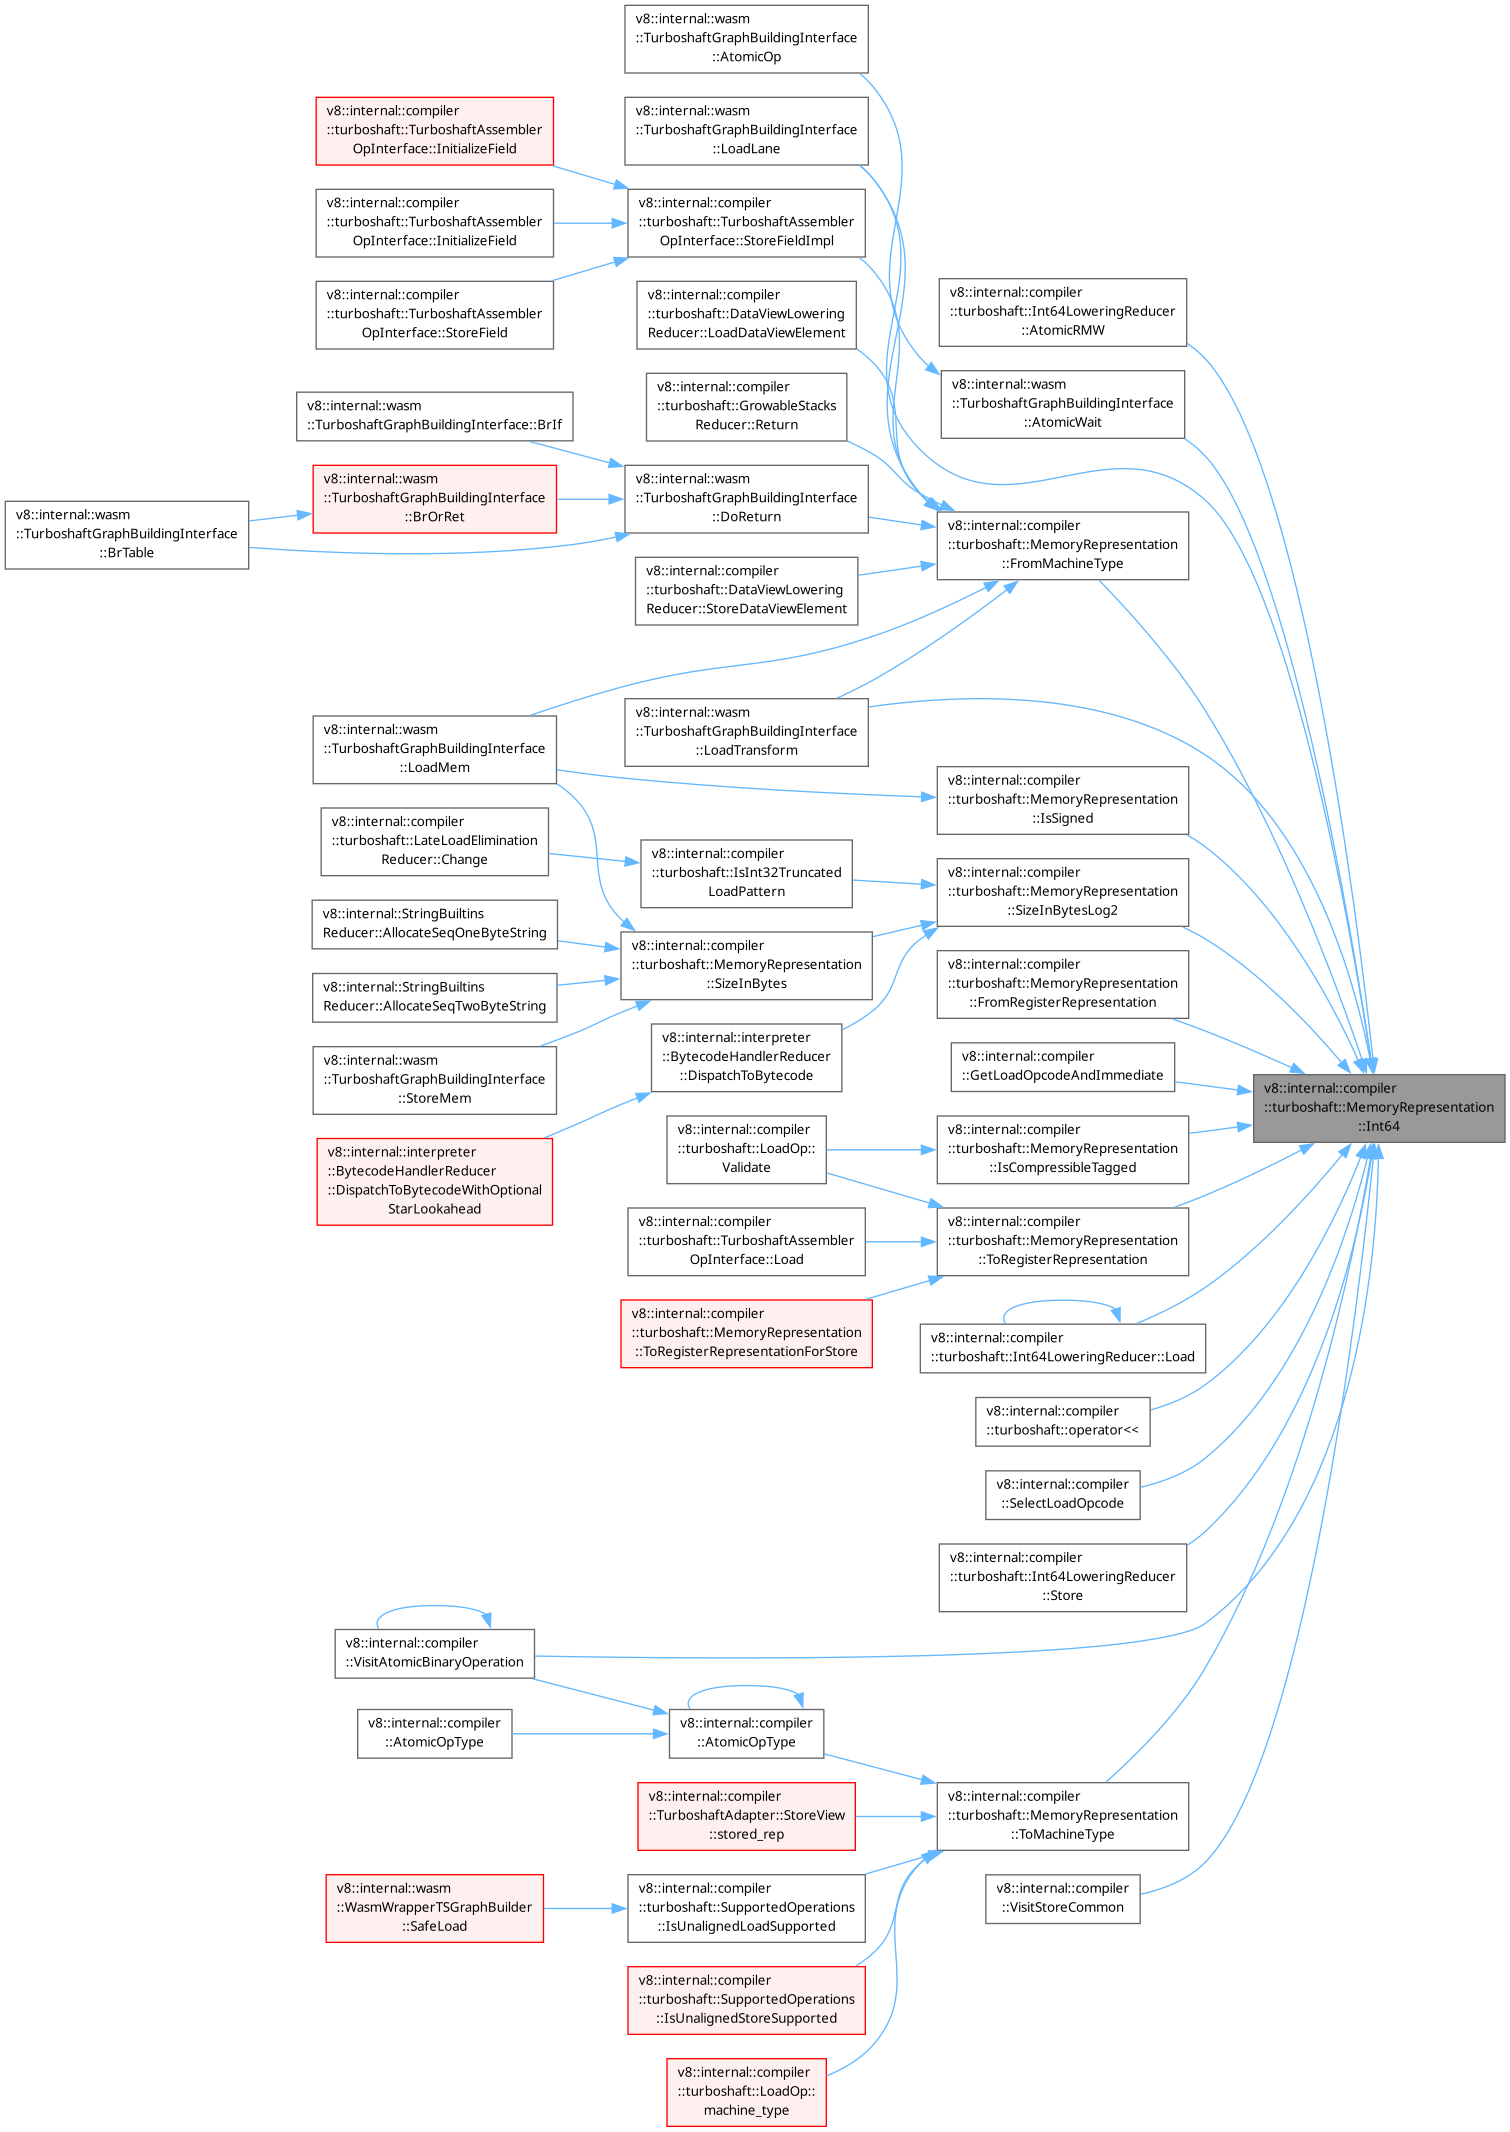 v8::internal::wasm
::TurboshaftGraphBuildingInterface
::AtomicOp
v8::internal::compiler
::turboshaft::TurboshaftAssembler
OpInterface::InitializeField
v8::internal::wasm
::TurboshaftGraphBuildingInterface
::LoadLane
v8::internal::compiler
::turboshaft::TurboshaftAssembler
OpInterface::InitializeField
v8::internal::compiler
::turboshaft::TurboshaftAssembler
OpInterface::StoreFieldImpl
v8::internal::compiler
::turboshaft::TurboshaftAssembler
OpInterface::StoreField
v8::internal::compiler
::turboshaft::DataViewLowering
Reducer::LoadDataViewElement
v8::internal::compiler
::turboshaft::Int64LoweringReducer
::AtomicRMW
v8::internal::compiler
::turboshaft::GrowableStacks
Reducer::Return
v8::internal::wasm
::TurboshaftGraphBuildingInterface
::AtomicWait
v8::internal::wasm
::TurboshaftGraphBuildingInterface::BrIf
v8::internal::wasm
::TurboshaftGraphBuildingInterface
::BrOrRet
v8::internal::wasm
::TurboshaftGraphBuildingInterface
::DoReturn
v8::internal::wasm
::TurboshaftGraphBuildingInterface
::BrTable
v8::internal::compiler
::turboshaft::MemoryRepresentation
::FromMachineType
v8::internal::compiler
::turboshaft::DataViewLowering
Reducer::StoreDataViewElement
v8::internal::wasm
::TurboshaftGraphBuildingInterface
::LoadMem
v8::internal::wasm
::TurboshaftGraphBuildingInterface
::LoadTransform
v8::internal::compiler
::turboshaft::MemoryRepresentation
::IsSigned
v8::internal::compiler
::turboshaft::LateLoadElimination
Reducer::Change
v8::internal::compiler
::turboshaft::IsInt32Truncated
LoadPattern
v8::internal::compiler
::turboshaft::MemoryRepresentation
::SizeInBytesLog2
v8::internal::StringBuiltins
Reducer::AllocateSeqOneByteString
v8::internal::compiler
::turboshaft::MemoryRepresentation
::SizeInBytes
v8::internal::compiler
::turboshaft::MemoryRepresentation
::FromRegisterRepresentation
v8::internal::StringBuiltins
Reducer::AllocateSeqTwoByteString
v8::internal::interpreter
::BytecodeHandlerReducer
::DispatchToBytecode
v8::internal::compiler
::GetLoadOpcodeAndImmediate
v8::internal::wasm
::TurboshaftGraphBuildingInterface
::StoreMem
v8::internal::compiler
::turboshaft::MemoryRepresentation
::Int64
v8::internal::interpreter
::BytecodeHandlerReducer
::DispatchToBytecodeWithOptional
StarLookahead
v8::internal::compiler
::turboshaft::LoadOp::
Validate
v8::internal::compiler
::turboshaft::MemoryRepresentation
::IsCompressibleTagged
v8::internal::compiler
::turboshaft::TurboshaftAssembler
OpInterface::Load
v8::internal::compiler
::turboshaft::MemoryRepresentation
::ToRegisterRepresentation
v8::internal::compiler
::turboshaft::MemoryRepresentation
::ToRegisterRepresentationForStore
v8::internal::compiler
::turboshaft::Int64LoweringReducer::Load
v8::internal::compiler
::turboshaft::operator<<
v8::internal::compiler
::SelectLoadOpcode
v8::internal::compiler
::turboshaft::Int64LoweringReducer
::Store
v8::internal::compiler
::VisitAtomicBinaryOperation
v8::internal::compiler
::AtomicOpType
v8::internal::compiler
::AtomicOpType
v8::internal::compiler
::TurboshaftAdapter::StoreView
::stored_rep
v8::internal::compiler
::turboshaft::MemoryRepresentation
::ToMachineType
v8::internal::wasm
::WasmWrapperTSGraphBuilder
::SafeLoad
v8::internal::compiler
::turboshaft::SupportedOperations
::IsUnalignedLoadSupported
v8::internal::compiler
::VisitStoreCommon
v8::internal::compiler
::turboshaft::SupportedOperations
::IsUnalignedStoreSupported
v8::internal::compiler
::turboshaft::LoadOp::
machine_type